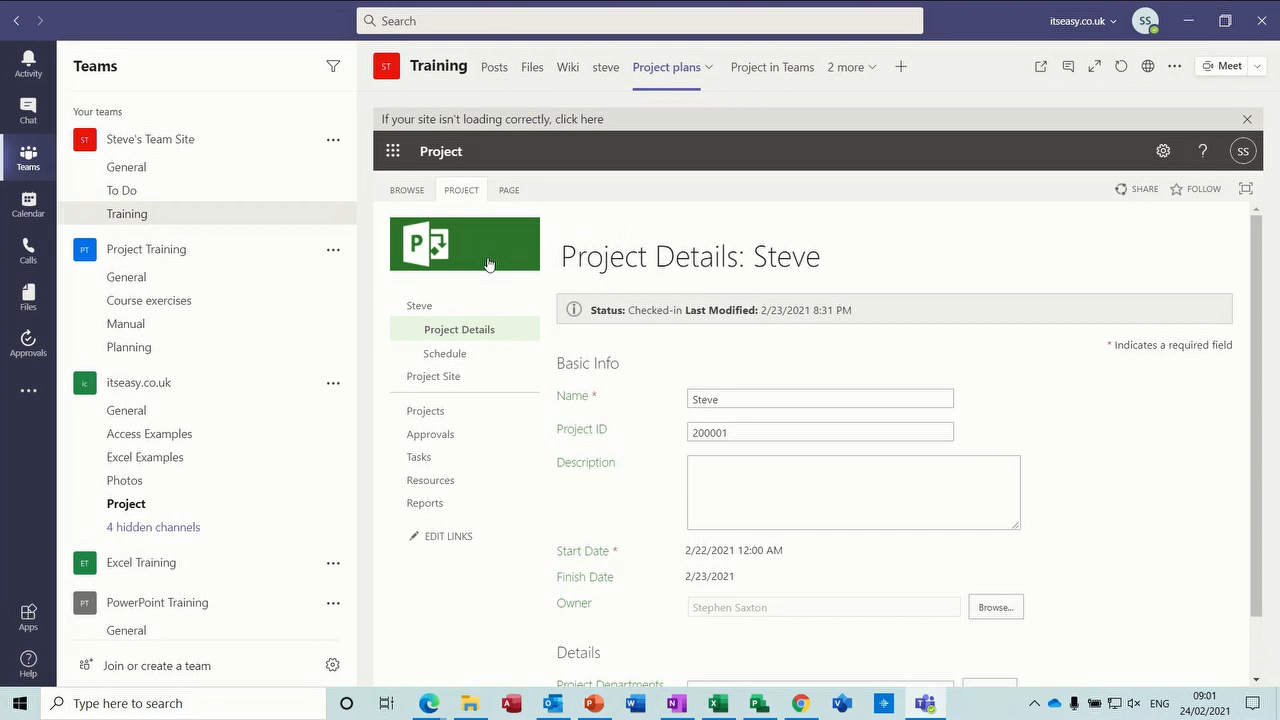 Search
itseasy.co.uk
SS
Activity
Chat
Teams
Calendar
Calls
Files
Approvals
Apps
Help
Teams
Your teams
ST Steve's Team Site
General
To Do
Training
PT Project Training
General
Course exercises
Manual
Planning
ic itseasy.co.uk
General
Access Examples
Excel Examples
Photos
Project
4 hidden channels
ET Excel Training
PT PowerPoint Training
General
Join or create a team
ST Training Posts Files Wiki steve Project plans Project in Teams 2 more Meet
If your site isn't loading correctly, click here
Project ? SS
BROWSE PROJECT PAGE SHARE FOLLOW
P
Steve
Project Details
Schedule
Project Site
Projects
Approvals
Tasks
Resources
Reports
EDIT LINKS
Project Details: Steve
Status: Checked-in Last Modified: 2/23/2021 8:31 PM
* Indicates a required field
Basic Info
Name * Steve
Project ID 200001
Description
Start Date * 2/22/2021 12:00 AM
Finish Date 2/23/2021
Owner Stephen Saxton Browse...
Details
Project Departments
Type here to search
ENG
09:01
24/02/2021